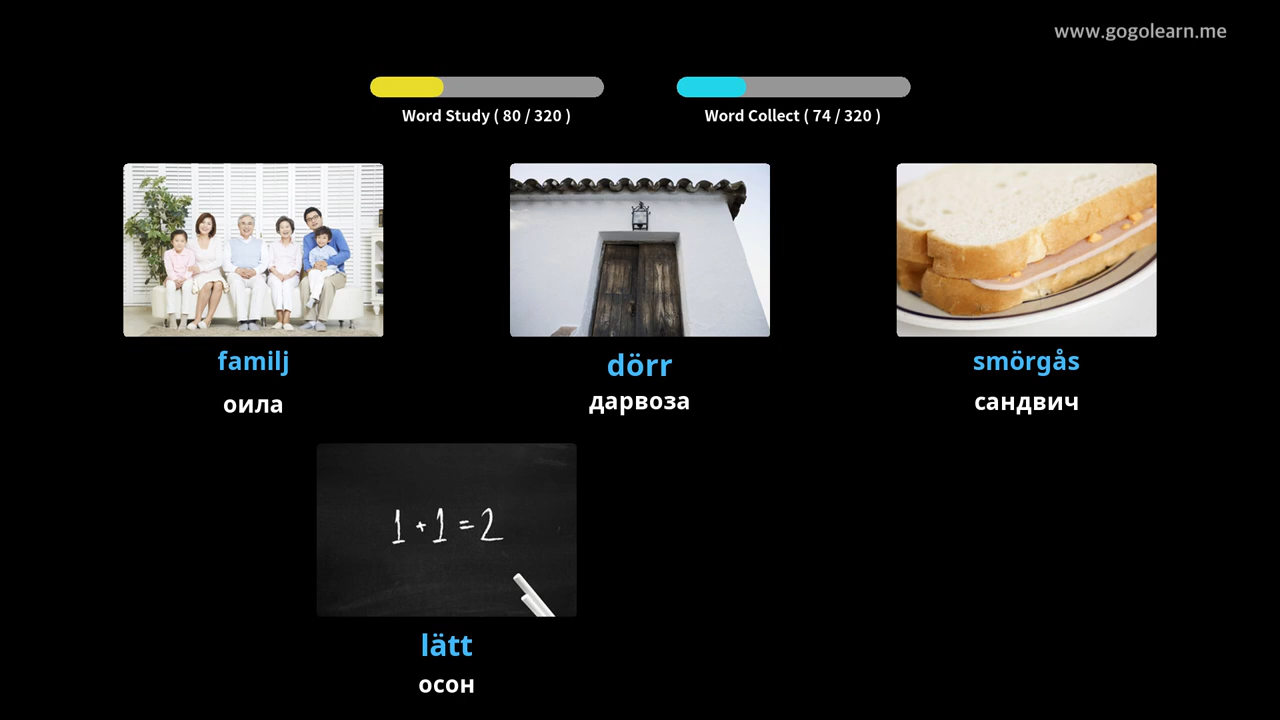 www.gogolearn.me
Word Study ( 80 / 320 )
Word Collect ( 74 / 320 )
familj
оила
dörr
дарвоза
smörgås
сандвич
1 + 1 = 2
lätt
осон